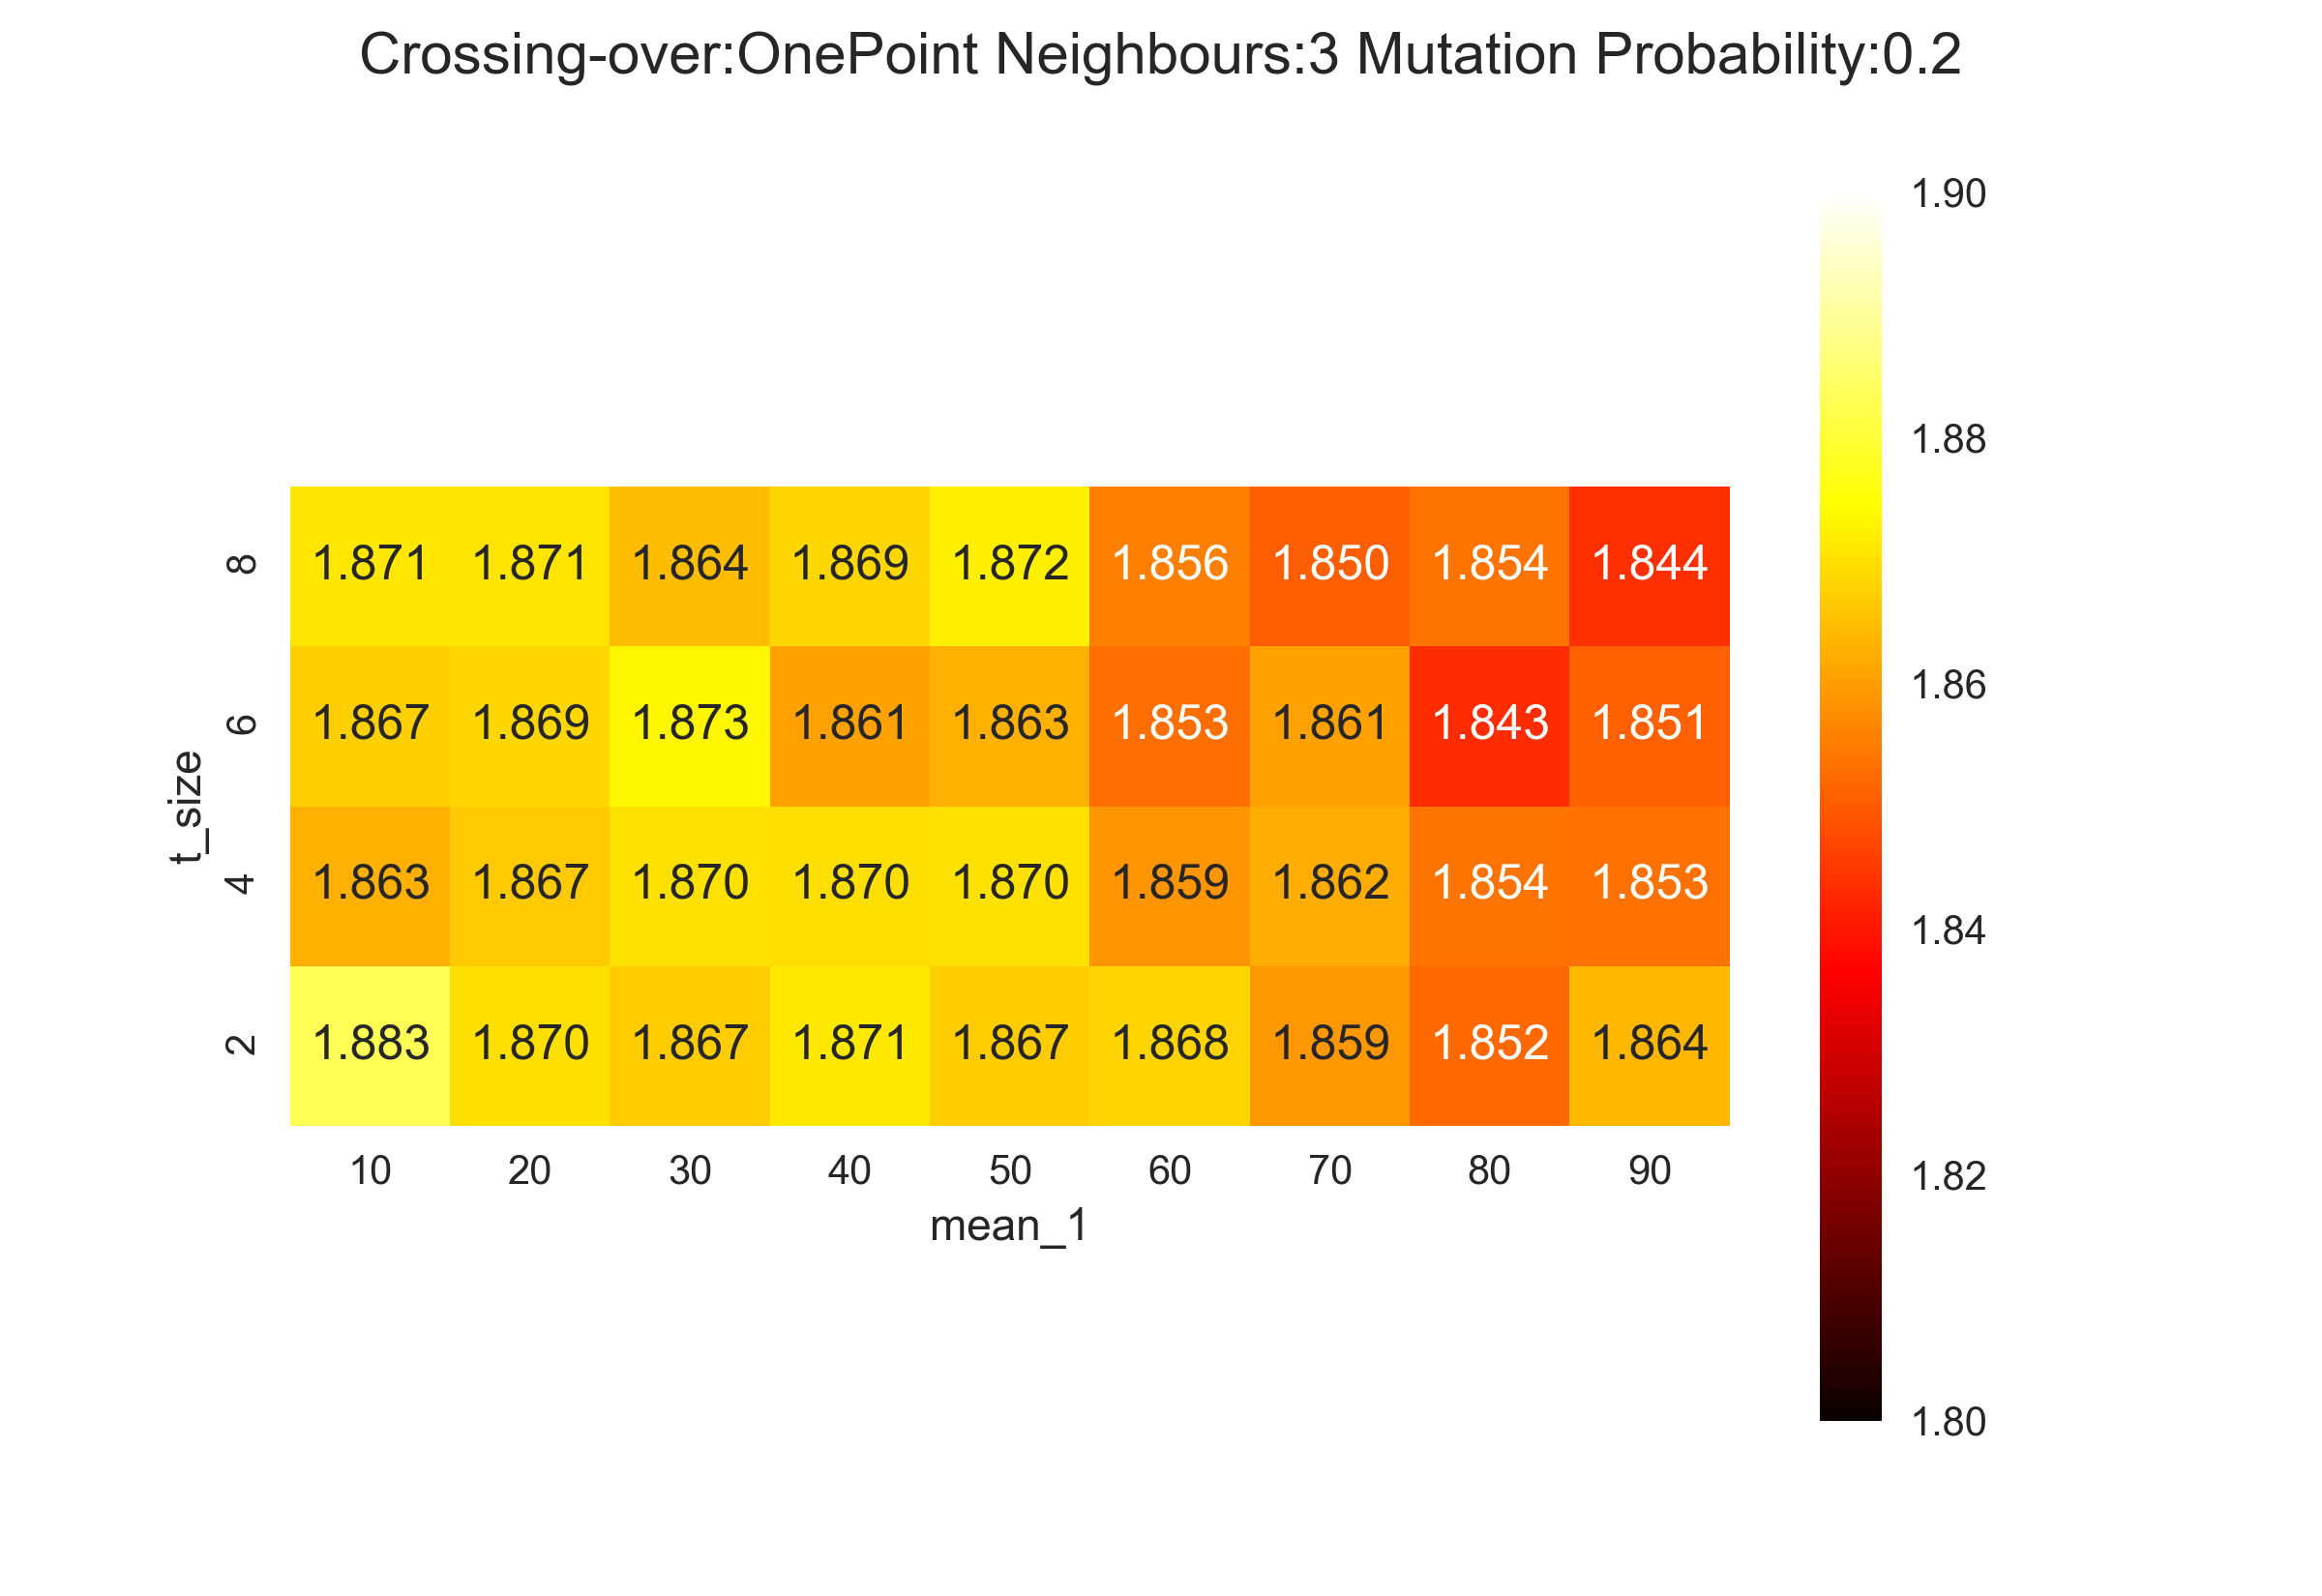 Crossing-over:OnePoint Neighbours:3 Mutation Probability:0.2
t_size
8 1.871 1.871 1.864 1.869 1.872 1.856 1.850 1.854 1.844
6 1.867 1.869 1.873 1.861 1.863 1.853 1.861 1.843 1.851
4 1.863 1.867 1.870 1.870 1.870 1.859 1.862 1.854 1.853
2 1.883 1.870 1.867 1.871 1.867 1.868 1.859 1.852 1.864
10 20 30 40 50 60 70 80 90
mean_1
1.90
1.88
1.86
1.84
1.82
1.80